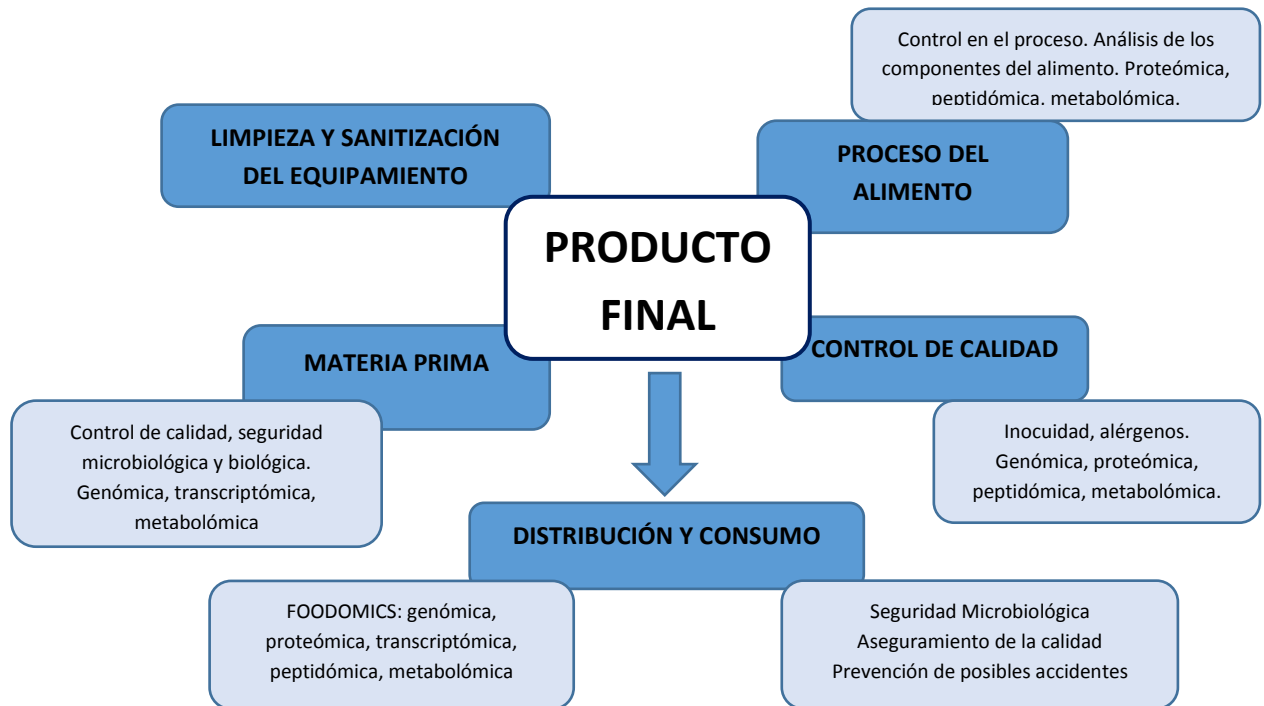 Control en el proceso. Análisis de los
componentes del alimento. Proteómica,
peptidómica. metabolómica.
LIMPIEZA Y SANITIZACIÓN
DEL EQUIPAMIENTO
PROCESO DEL
ALIMENTO
PRODUCTO
FINAL
MATERIA PRIMA
CONTROL DE CALIDAD
Control de calidad, seguridad
microbiológica y biológica.
Genómica, transcriptómica,
metabolómica
Inocuidad, alérgenos.
Genómica, proteómica,
peptidómica, metabolómica.
DISTRIBUCIÓN Y CONSUMO
FOODOMICS: genómica,
proteómica, transcriptómica,
peptidómica, metabolómica
Seguridad Microbiológica
Aseguramiento de la calidad
Prevención de posibles accidentes